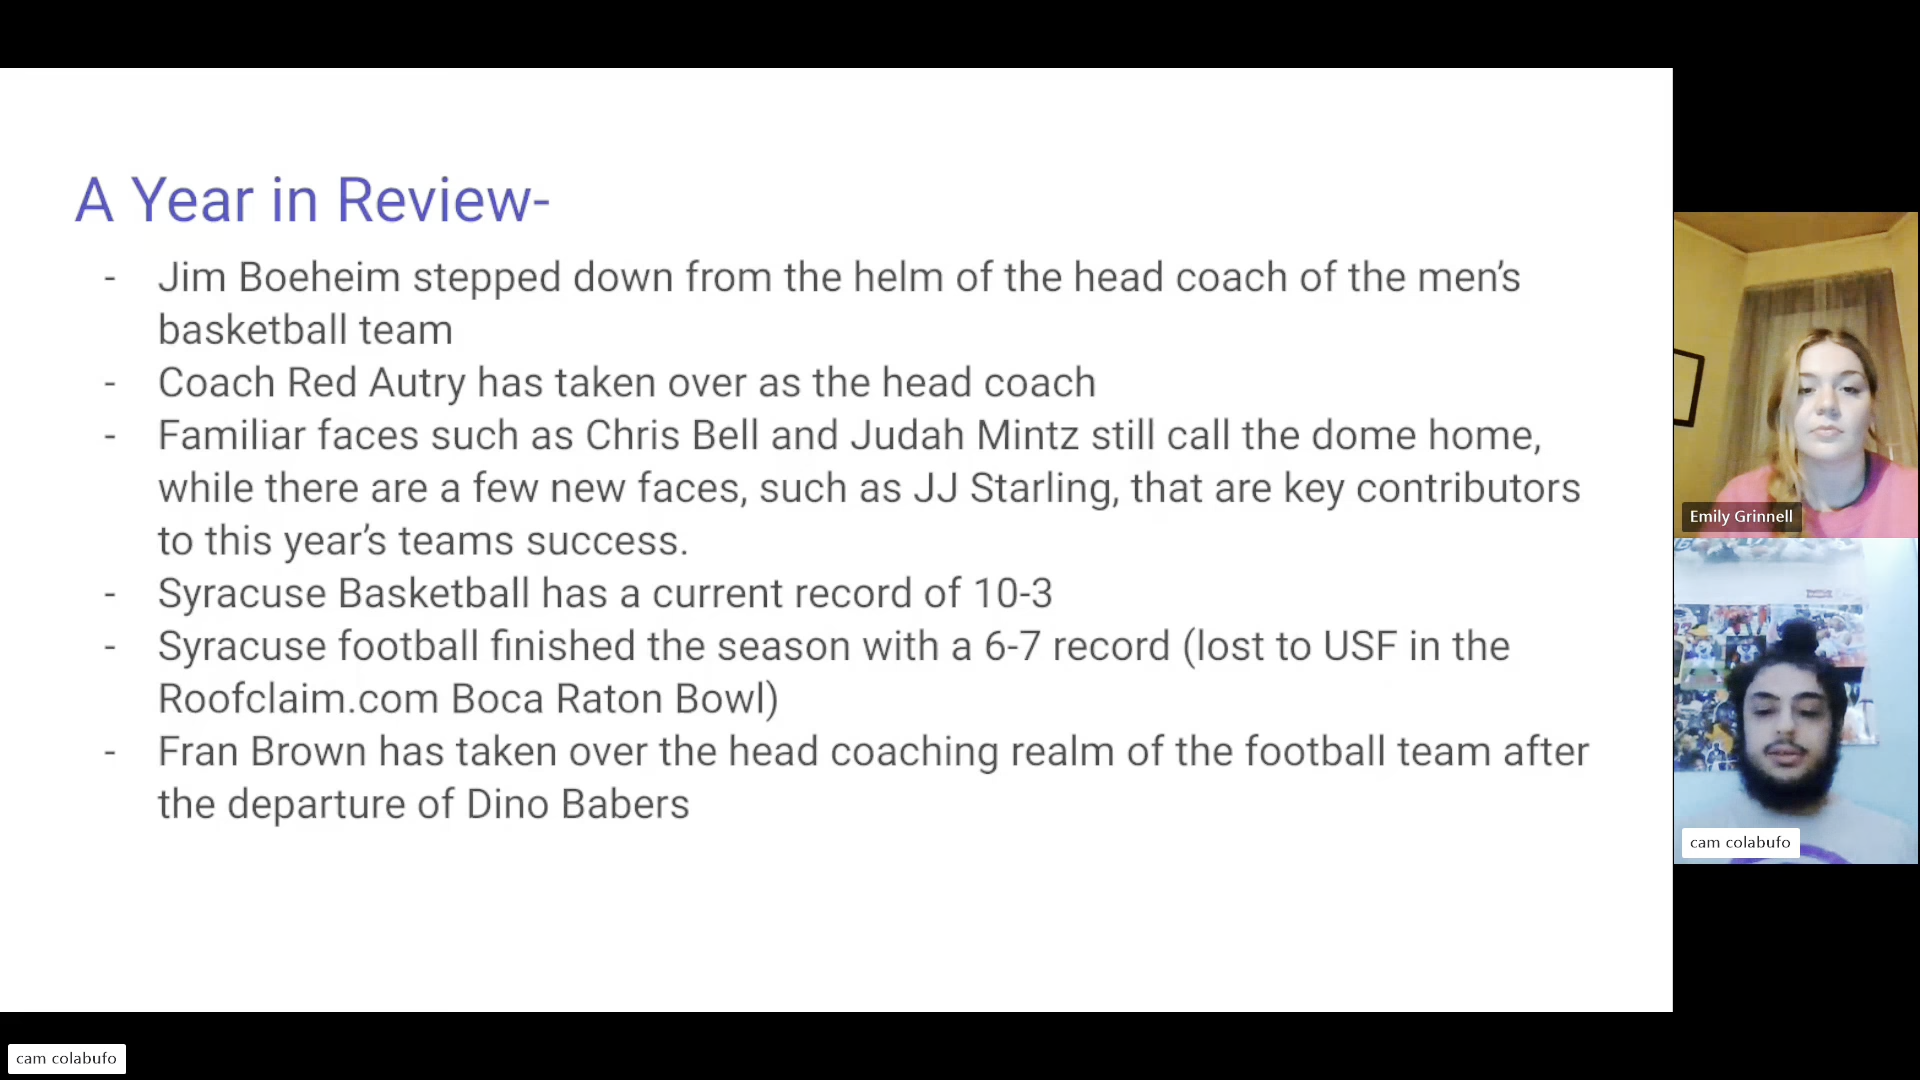 A Year in Review-
- Jim Boeheim stepped down from the helm of the head coach of the men’s
basketball team
- Coach Red Autry has taken over as the head coach
- Familiar faces such as Chris Bell and Judah Mintz still call the dome home,
while there are a few new faces, such as JJ Starling, that are key contributors
to this year’s teams success.
- Syracuse Basketball has a current record of 10-3
- Syracuse football finished the season with a 6-7 record (lost to USF in the
Roofclaim.com Boca Raton Bowl)
- Fran Brown has taken over the head coaching realm of the football team after
the departure of Dino Babers
Emily Grinnell
cam colabufo
cam colabufo